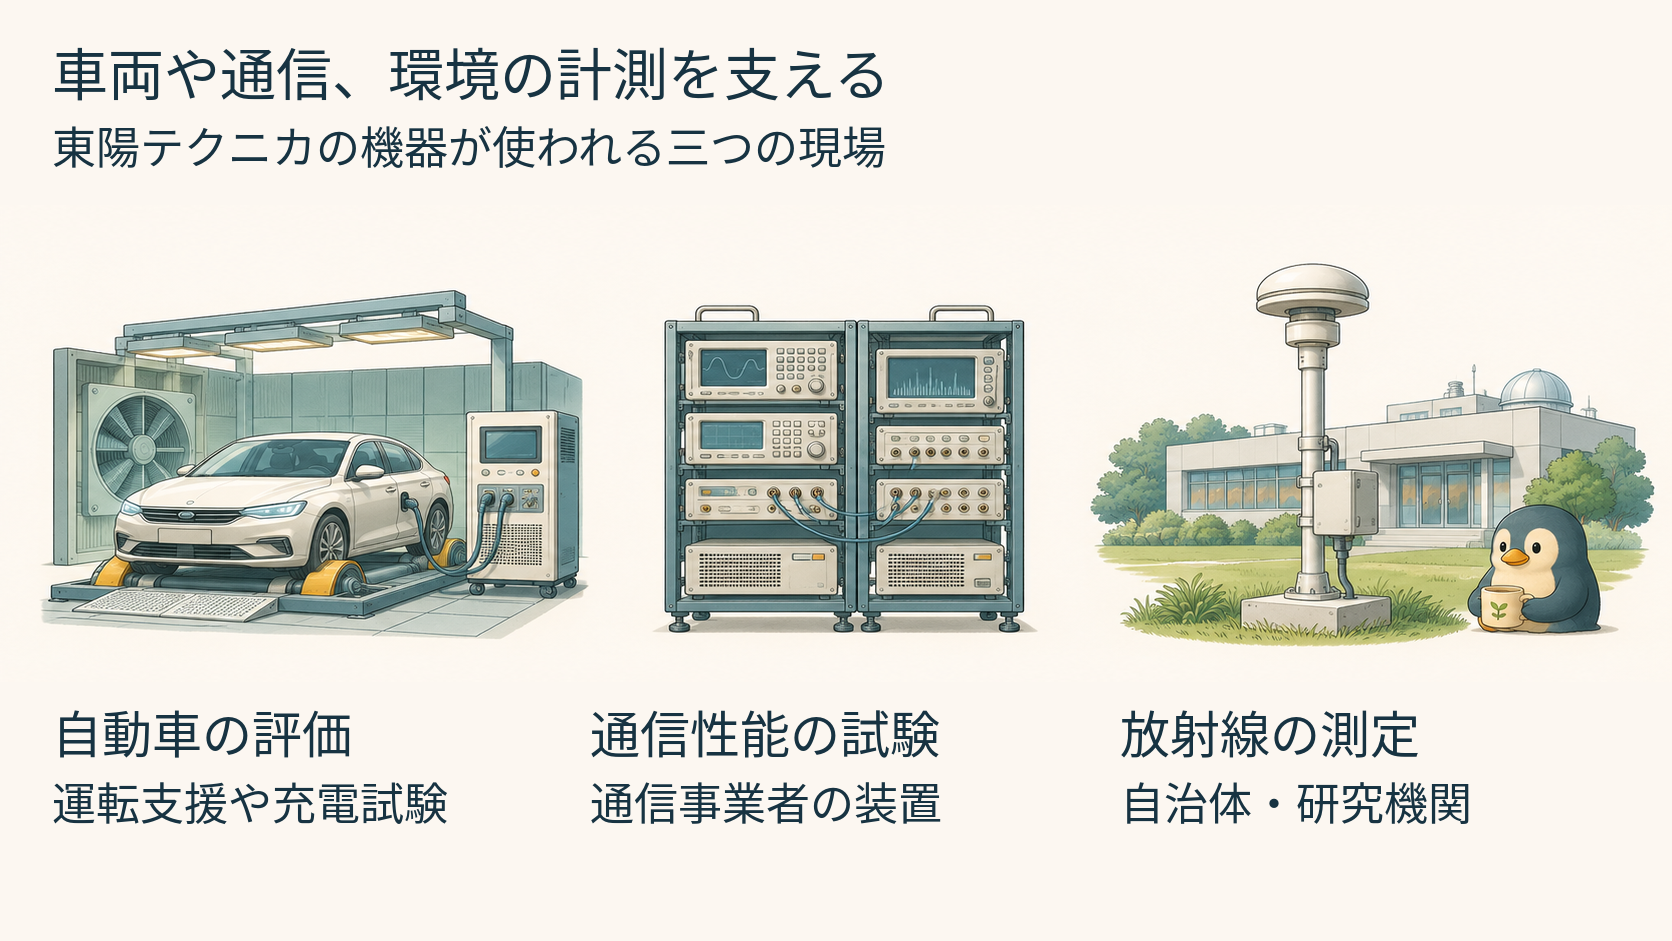 車両や通信、環境の計測を支える
東陽テクニカの機器が使われる三つの現場
自動車の評価
運転支援や充電試験
通信性能の試験
通信事業者の装置
放射線の測定
自治体・研究機関